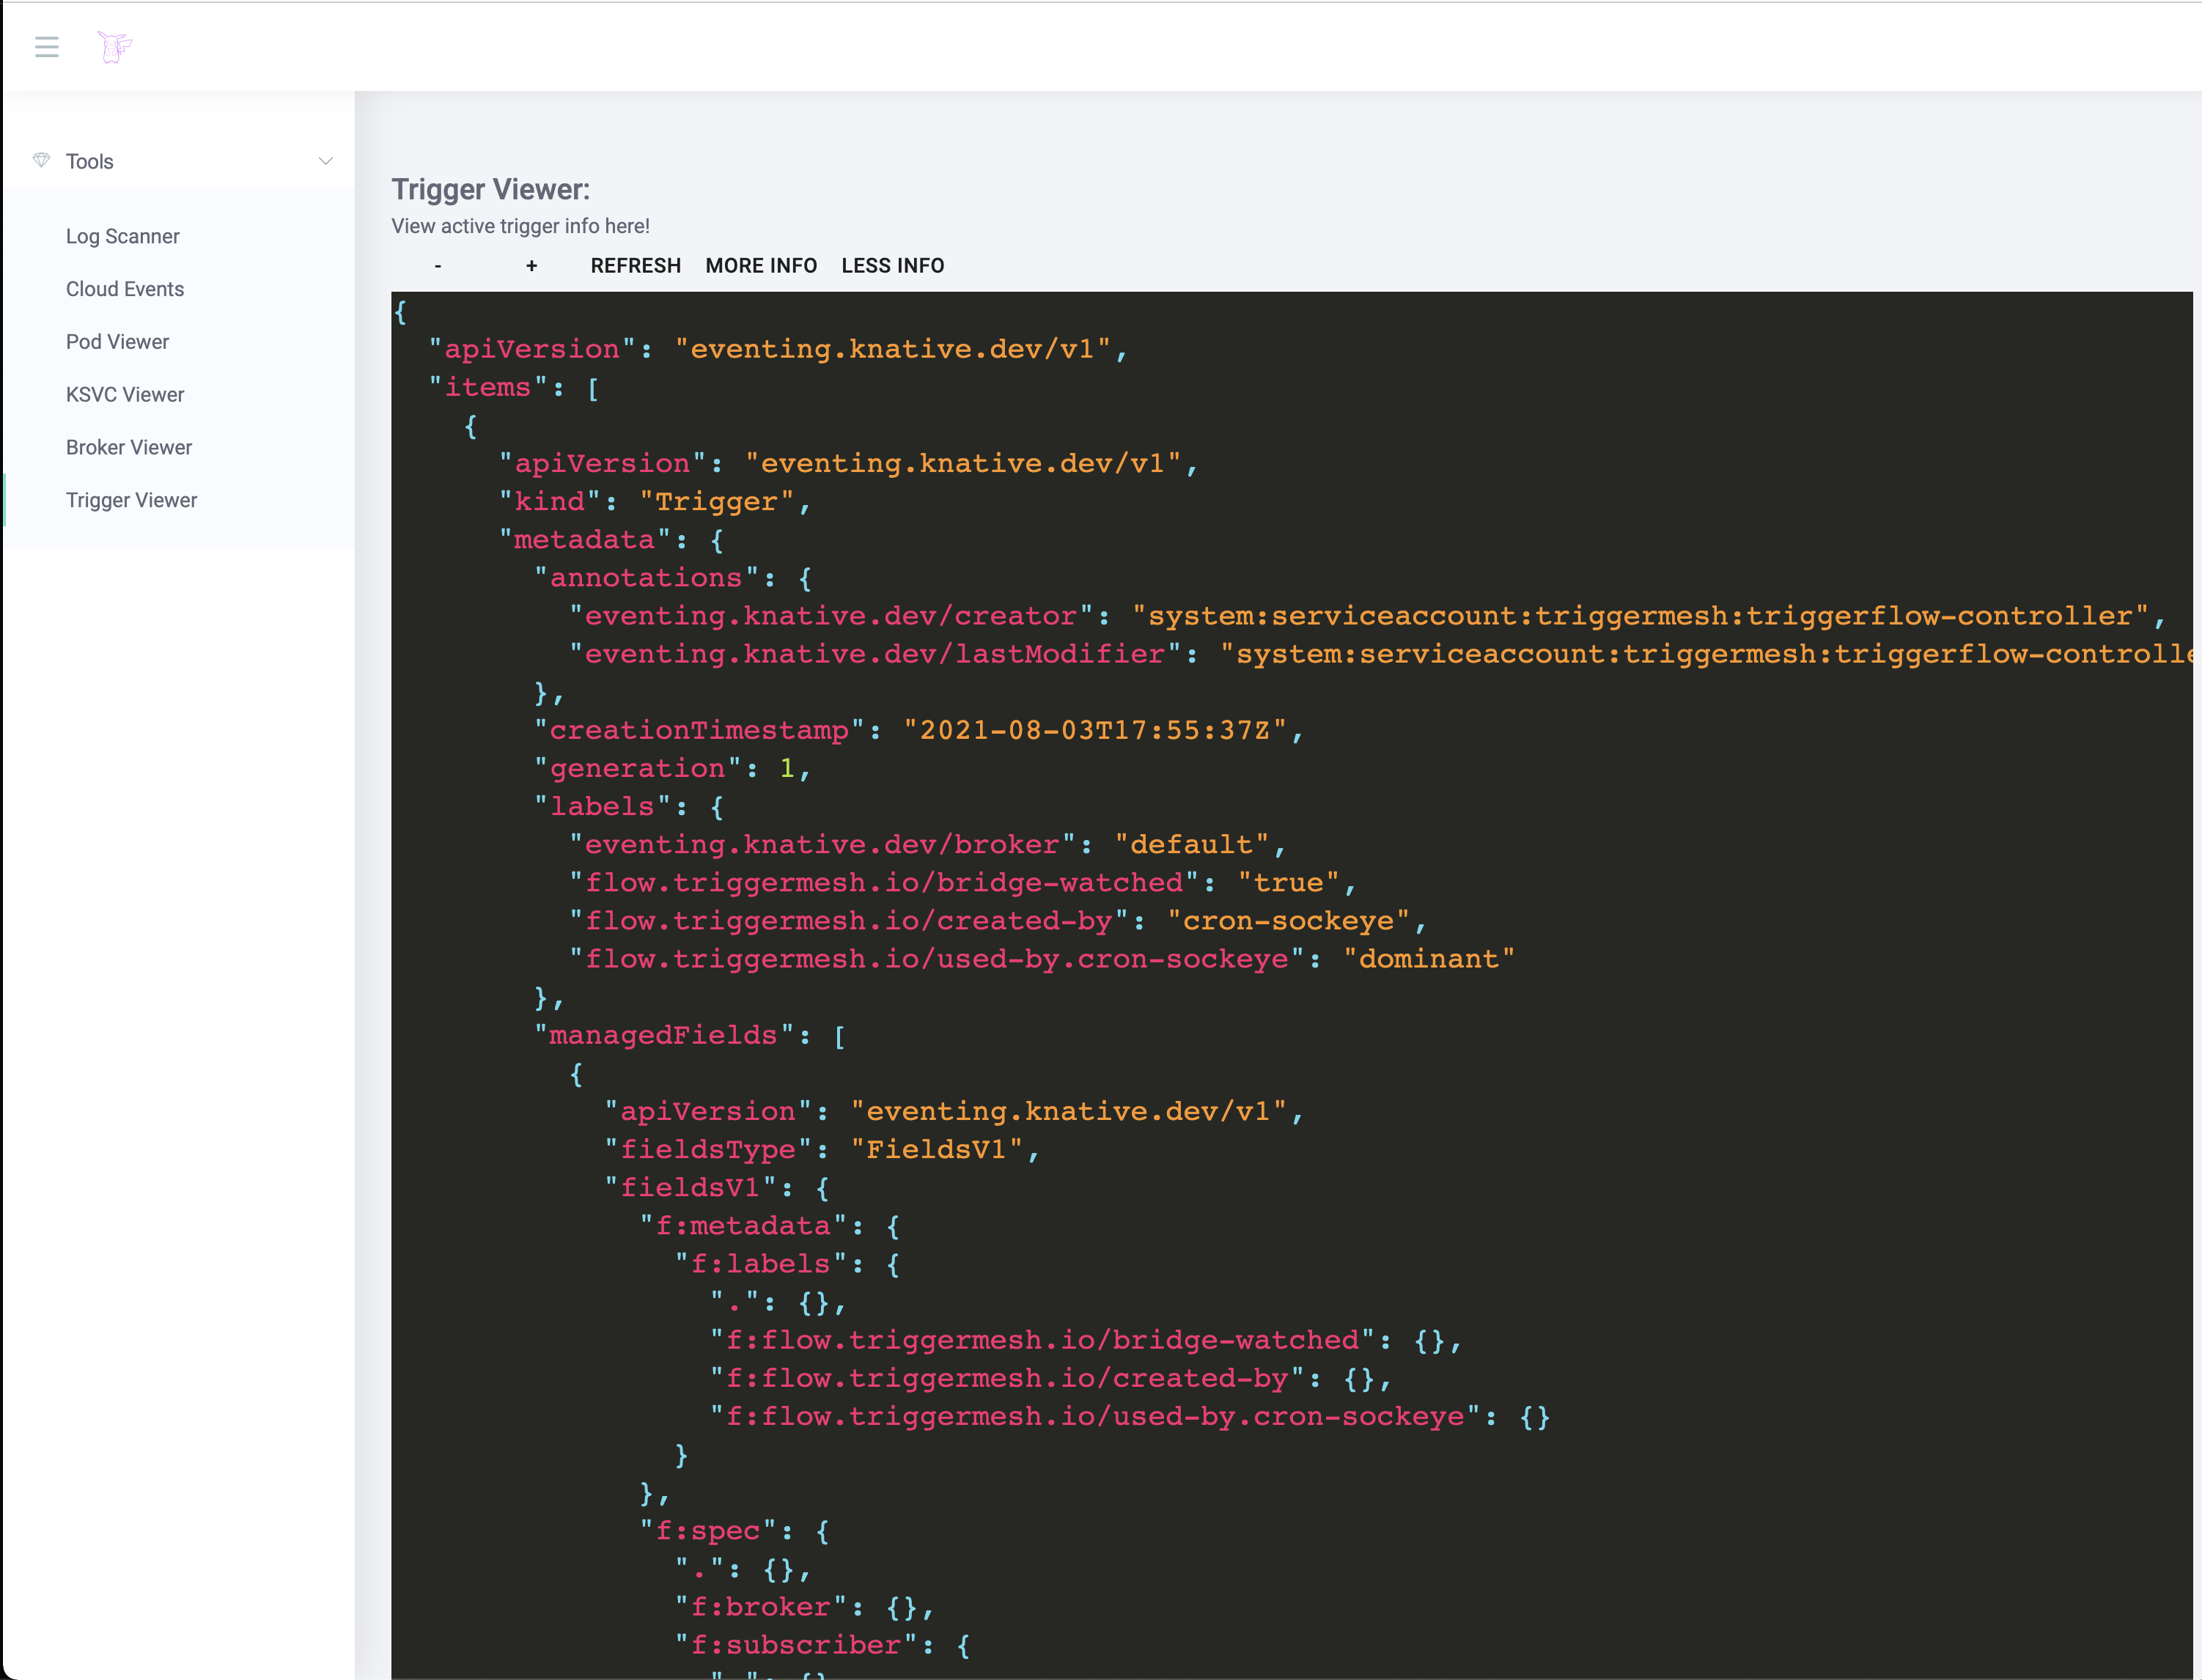 Tools
Log Scanner
Cloud Events
Pod Viewer
KSVC Viewer
Broker Viewer
Trigger Viewer
Trigger Viewer:
View active trigger info here!
- + REFRESH MORE INFO LESS INFO
{
"apiVersion": "eventing.knative.dev/v1",
"items": [
{
"apiVersion": "eventing.knative.dev/v1",
"kind": "Trigger",
"metadata": {
"annotations": {
"eventing.knative.dev/creator": "system:serviceaccount:triggermesh:triggerflow-controller",
"eventing.knative.dev/lastModifier": "system:serviceaccount:triggermesh:triggerflow-controlle
},
"creationTimestamp": "2021-08-03T17:55:37Z",
"generation": 1,
"labels": {
"eventing.knative.dev/broker": "default",
"flow.triggermesh.io/bridge-watched": "true",
"flow.triggermesh.io/created-by": "cron-sockeye",
"flow.triggermesh.io/used-by.cron-sockeye": "dominant"
},
"managedFields": [
{
"apiVersion": "eventing.knative.dev/v1",
"fieldsType": "FieldsV1",
"fieldsV1": {
"f:metadata": {
"f:labels": {
".": {},
"f:flow.triggermesh.io/bridge-watched": {},
"f:flow.triggermesh.io/created-by": {},
"f:flow.triggermesh.io/used-by.cron-sockeye": {}
}
},
"f:spec": {
".": {},
"f:broker": {},
"f:subscriber": {